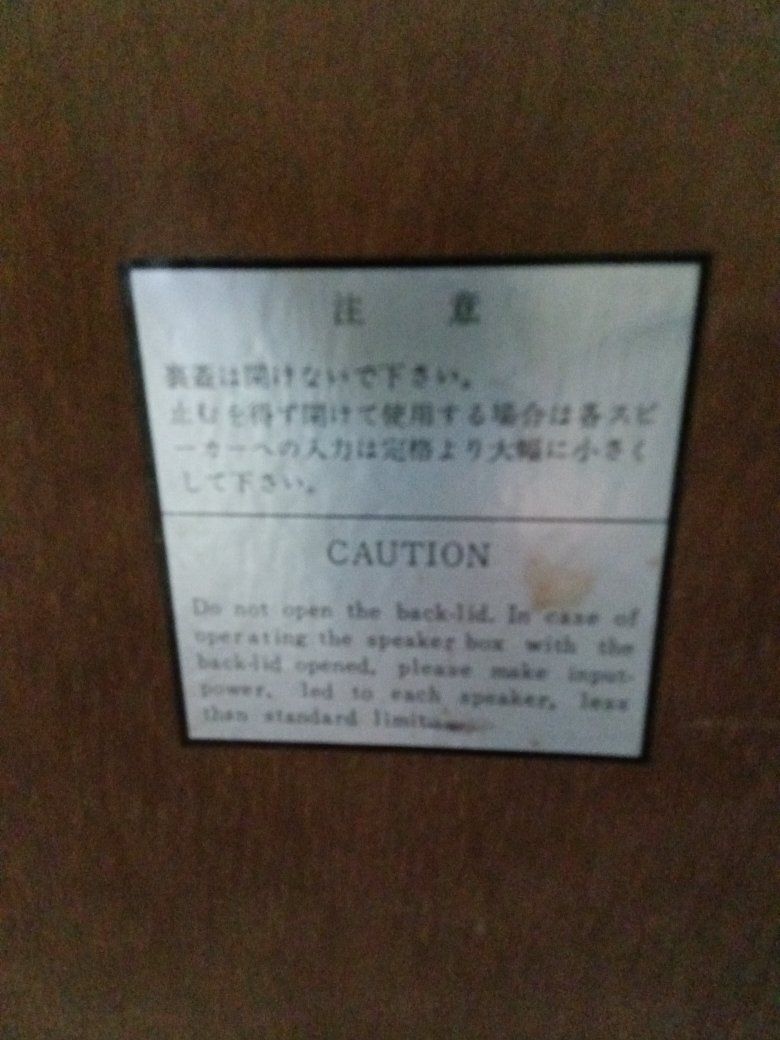 注 意
裏蓋は開けないで下さい。
止むを得ず開けて使用する場合は各スピ
ーカーへの入力は定格より大幅に小さく
して下さい。
CAUTION
Do not open the back-lid. In case of
operating the speaker box with the
back-lid opened, please make input-
power, led to each speaker, less
than standard limit